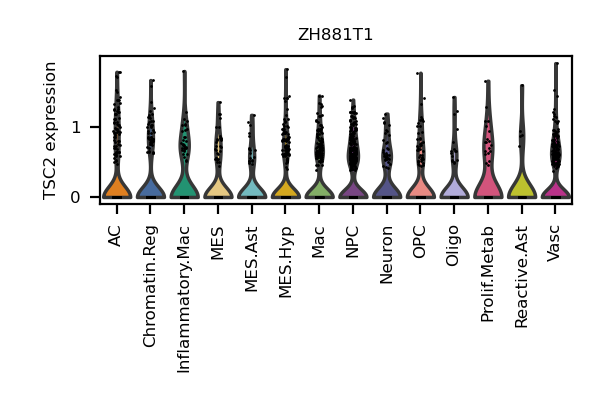 ZH881T1
TSC2 expression
1
0
AC
Chromatin.Reg
Inflammatory.Mac
MES
MES.Ast
MES.Hyp
Mac
NPC
Neuron
OPC
Oligo
Prolif.Metab
Reactive.Ast
Vasc